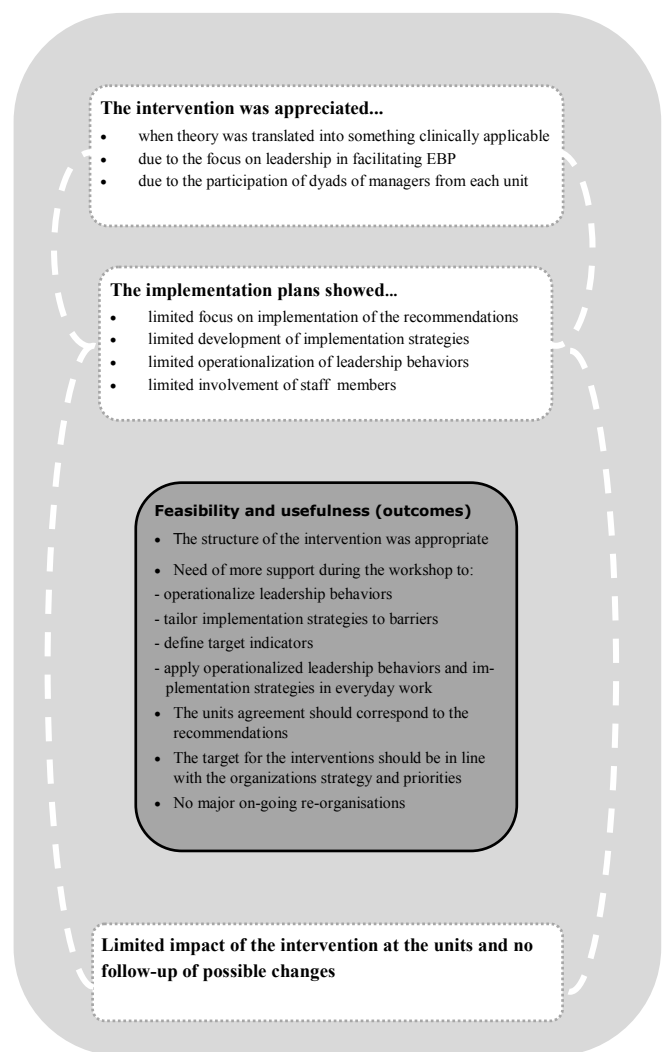 The intervention was appreciated...
• when theory was translated into something clinically applicable
• due to the focus on leadership in facilitating EBP
• due to the participation of dyads of managers from each unit
The implementation plans showed...
• limited focus on implementation of the recommendations
• limited development of implementation strategies
• limited operationalization of leadership behaviors
• limited involvement of staff members
Feasibility and usefulness (outcomes)
• The structure of the intervention was appropriate
• Need of more support during the workshop to:
- operationalize leadership behaviors
- tailor implementation strategies to barriers
- define target indicators
- apply operationalized leadership behaviors and im-
plementation strategies in everyday work
• The units agreement should correspond to the
recommendations
• The target for the interventions should be in line
with the organizations strategy and priorities
• No major on-going re-organisations
Limited impact of the intervention at the units and no
follow-up of possible changes